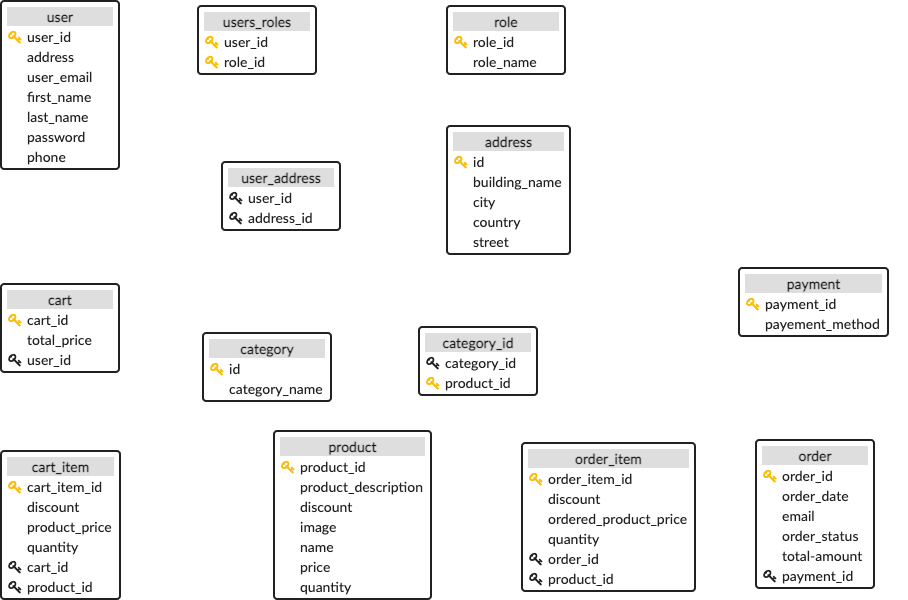 user
user_id
address
user_email
first_name
last_name
password
phone
users_roles
user_id
role_id
role
role_id
role_name
user_address
user_id
address_id
address
id
building_name
city
country
street
payment
payment_id
payement_method
cart
cart_id
total_price
user_id
category
id
category_name
category_id
category_id
product_id
cart_item
cart_item_id
discount
product_price
quantity
cart_id
product_id
product
product_id
product_description
discount
image
name
price
quantity
order_item
order_item_id
discount
ordered_product_price
quantity
order_id
product_id
order
order_id
order_date
email
order_status
total-amount
payment_id